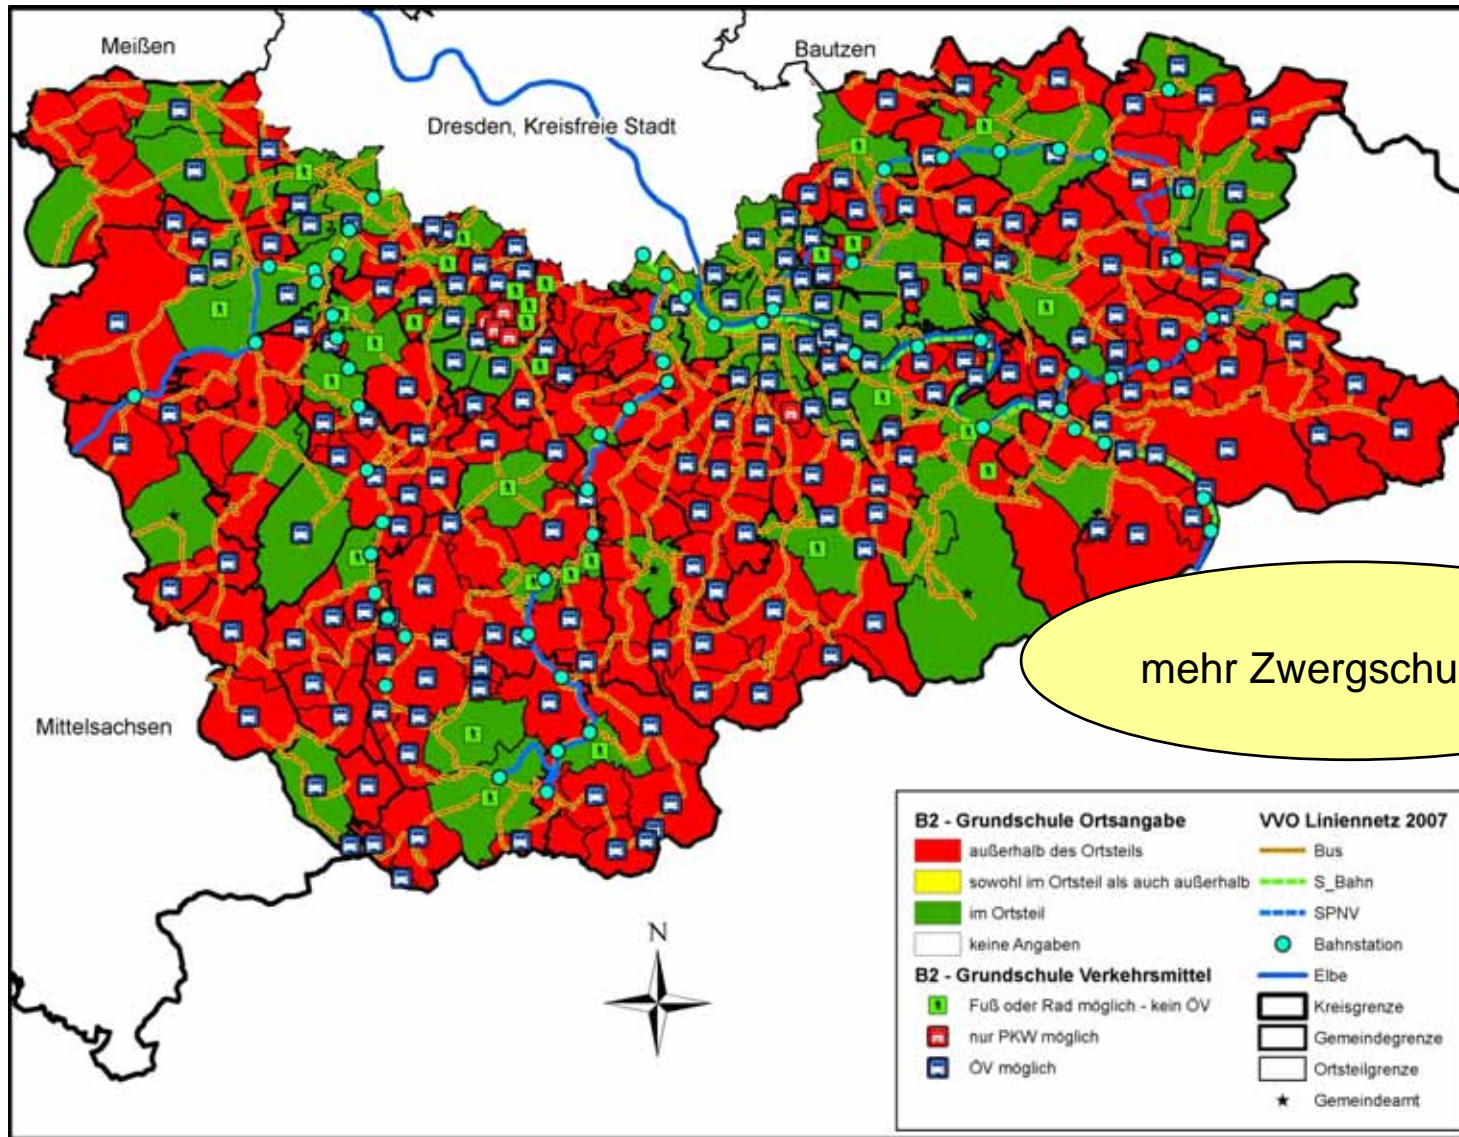 Meißen
Bautzen
Dresden, Kreisfreie Stadt
mehr Zwergschu
Mittelsachsen
N
B2 - Grundschule Ortsangabe
außerhalb des Ortsteils
sowohl im Ortsteil als auch außerhalb
im Ortsteil
keine Angaben
B2 - Grundschule Verkehrsmittel
Fuß oder Rad möglich - kein ÖV
nur PKW möglich
ÖV möglich
VVO Liniennetz 2007
Bus
S_Bahn
SPNV
Bahnstation
Elbe
Kreisgrenze
Gemeindegrenze
Ortsteilgrenze
Gemeindeamt